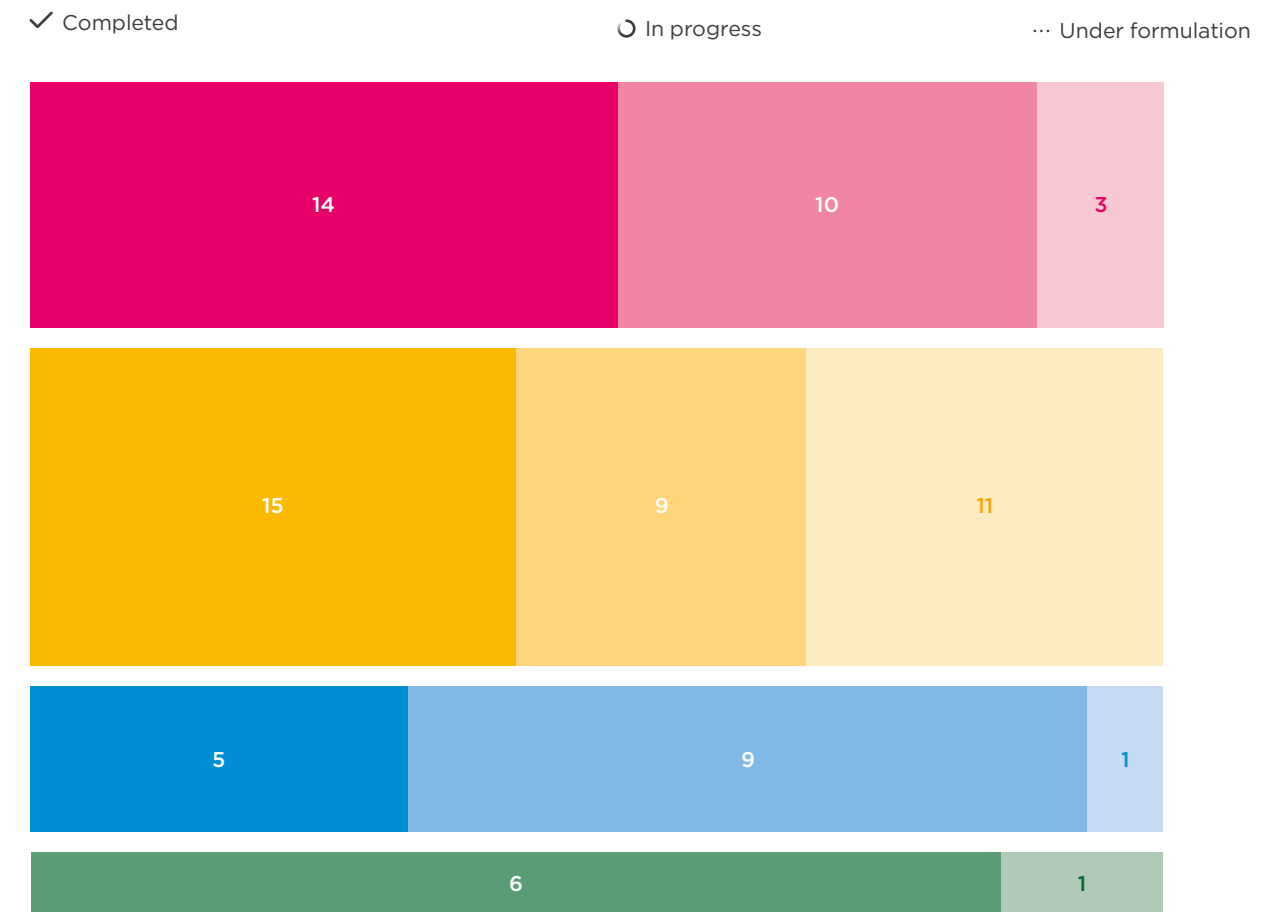 Completed
In progress
Under formulation
14 10 3
15 9 11
5 9 1
6 1